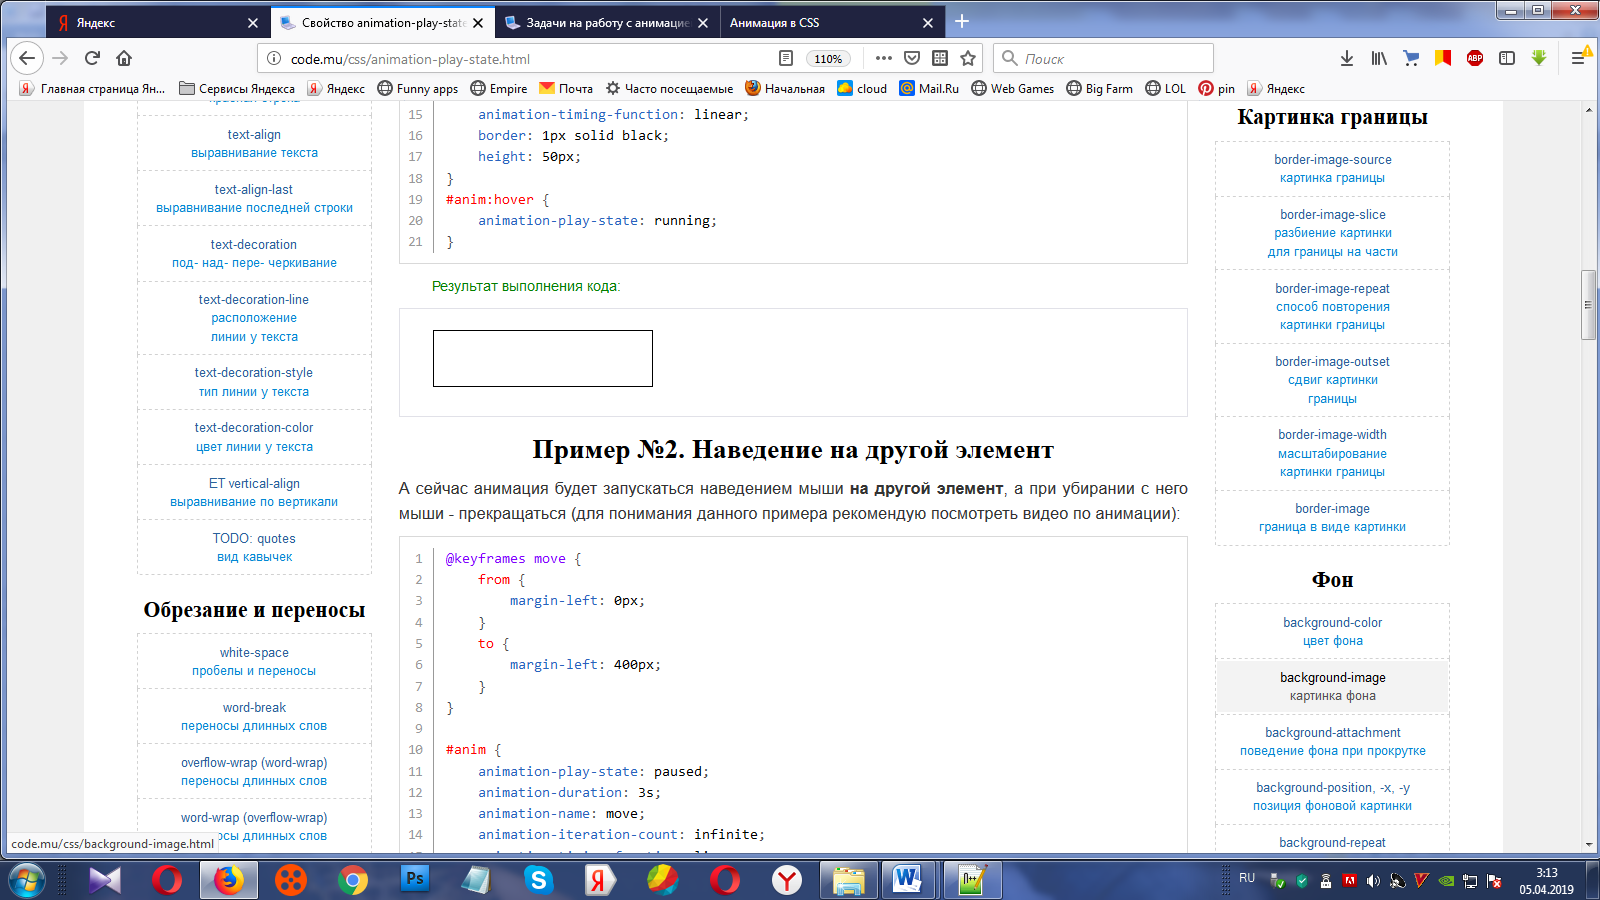 Яндекс
Свойство animation-play-state
Задачи на работу с анимацие
Анимация в CSS
code.mu/css/animation-play-state.html
110%
Поиск
ABP
Главная страница Ян...
Сервисы Яндекса
Яндекс
Funny apps
Empire
Почта
Часто посещаемые
Начальная
cloud
Mail.Ru
Web Games
Big Farm
LOL
pin
Яндекс
text-align
выравнивание текста
text-align-last
выравнивание последней строки
text-decoration
под- над- пере- черкивание
text-decoration-line
расположение
линии у текста
text-decoration-style
тип линии у текста
text-decoration-color
цвет линии у текста
ET vertical-align
выравнивание по вертикали
TODO: quotes
вид кавычек
Обрезание и переносы
white-space
пробелы и переносы
word-break
переносы длинных слов
overflow-wrap (word-wrap)
переносы длинных слов
word-wrap (overflow-wrap)
носы длинных слов
code.mu/css/background-image.html
15 animation-timing-function: linear;
16 border: 1px solid black;
17 height: 50px;
18 }
19 #anim:hover {
20 animation-play-state: running;
21 }
Результат выполнения кода:
Пример №2. Наведение на другой элемент
А сейчас анимация будет запускаться наведением мыши на другой элемент, а при убирании с него
мыши - прекращаться (для понимания данного примера рекомендую посмотреть видео по анимации):
1 @keyframes move {
2 from {
3 margin-left: 0px;
4 }
5 to {
6 margin-left: 400px;
7 }
8 }
9
10 #anim {
11 animation-play-state: paused;
12 animation-duration: 3s;
13 animation-name: move;
14 animation-iteration-count: infinite;
Картинка границы
border-image-source
картинка границы
border-image-slice
разбиение картинки
для границы на части
border-image-repeat
способ повторения
картинки границы
border-image-outset
сдвиг картинки
границы
border-image-width
масштабирование
картинки границы
border-image
граница в виде картинки
Фон
background-color
цвет фона
background-image
картинка фона
background-attachment
поведение фона при прокрутке
background-position, -x, -y
позиция фоновой картинки
background-repeat
RU
3:13
05.04.2019